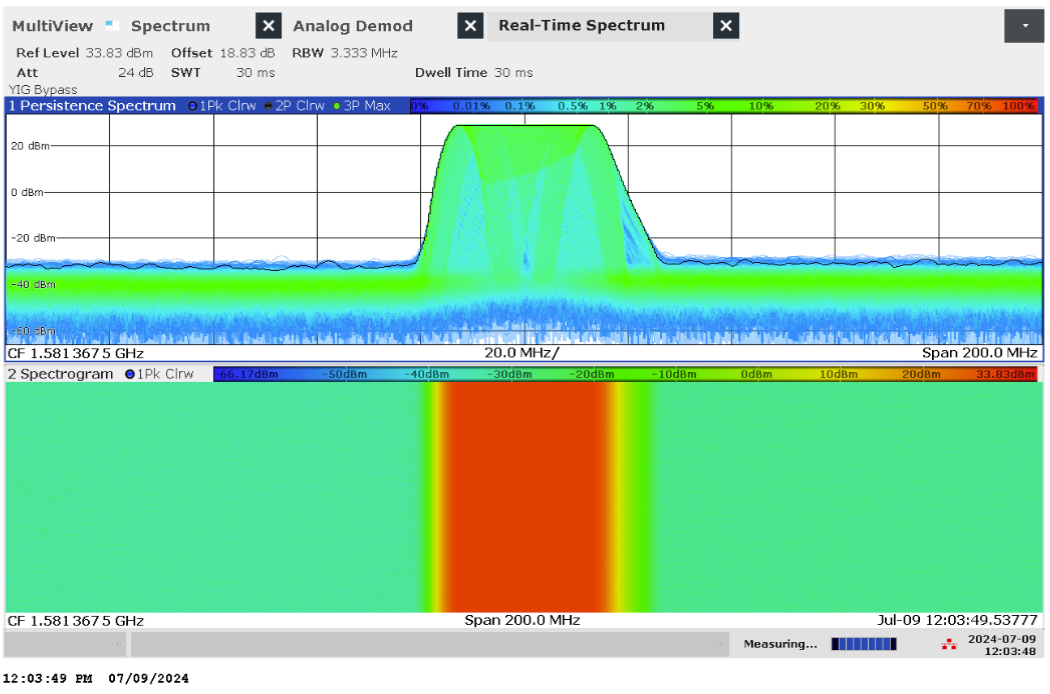 MultiView Spectrum X Analog Demod X Real-Time Spectrum X
Ref Level 33.83 dBm Offset 18.83 dB RBW 3.333 MHz
Att 24 dB SWT 30 ms Dwell Time 30 ms
YIG Bypass
1 Persistence Spectrum 1Pk Clrw 2P Clrw 3P Max 0% 0.01% 0.1% 0.5% 1% 2% 5% 10% 20% 30% 50% 70% 100%
20 dBm
0 dBm
-20 dBm
-40 dBm
-60 dBm
CF 1.5813675 GHz 20.0 MHz/ Span 200.0 MHz
2 Spectrogram 1Pk Clrw -66.17dBm -50dBm -40dBm -30dBm -20dBm -10dBm 0dBm 10dBm 20dBm 33.83dBm
CF 1.5813675 GHz Span 200.0 MHz Jul-09 12:03:49.53777
Measuring... 2024-07-09
12:03:48
12:03:49 PM 07/09/2024